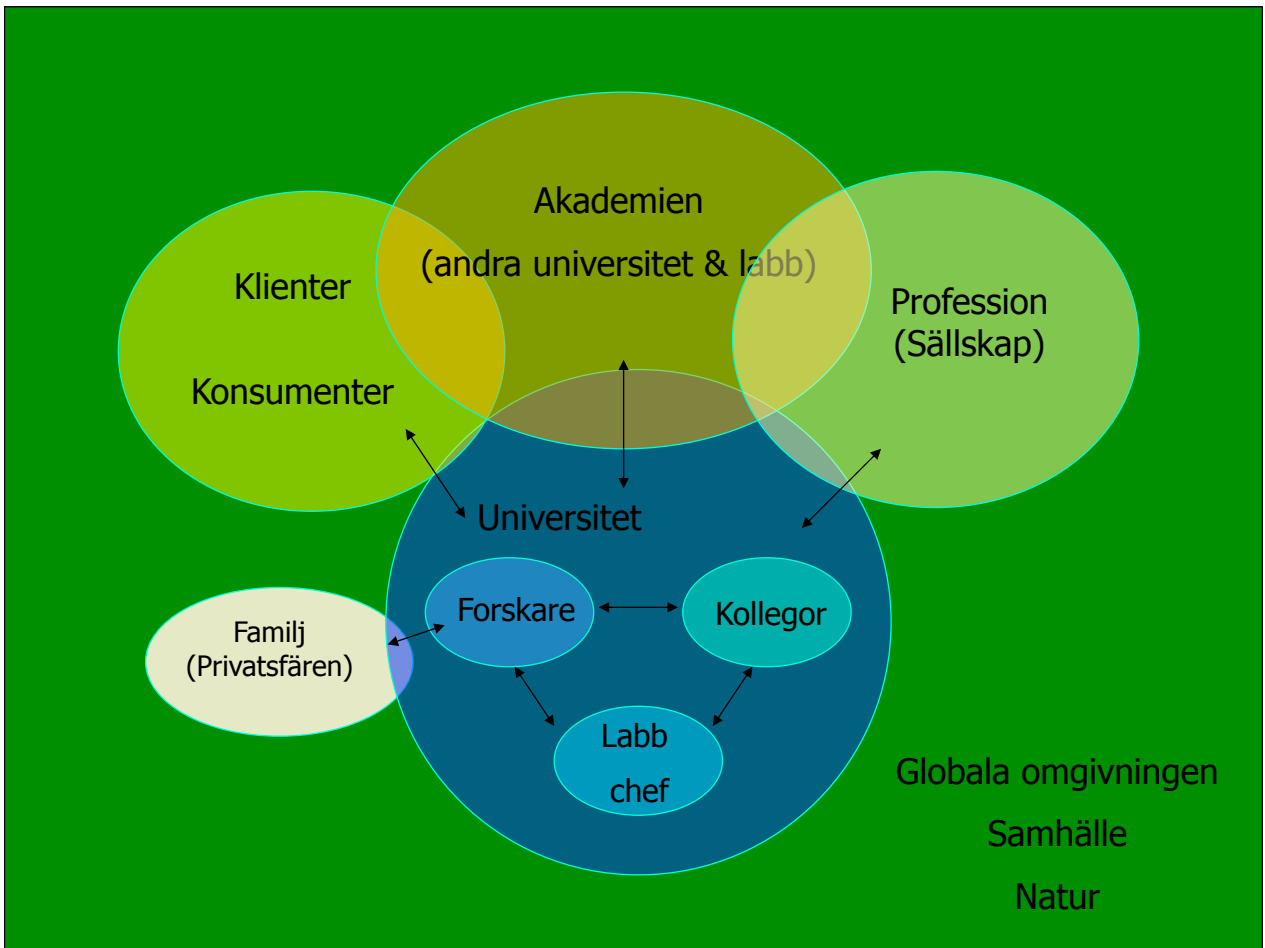 Akademien
(andra universitet & labb)
Klienter
Konsumenter
Profession
(Sällskap)
Universitet
Forskare
Kollegor
Familj
(Privatsfären)
Labb
chef
Globala omgivningen
Samhälle
Natur